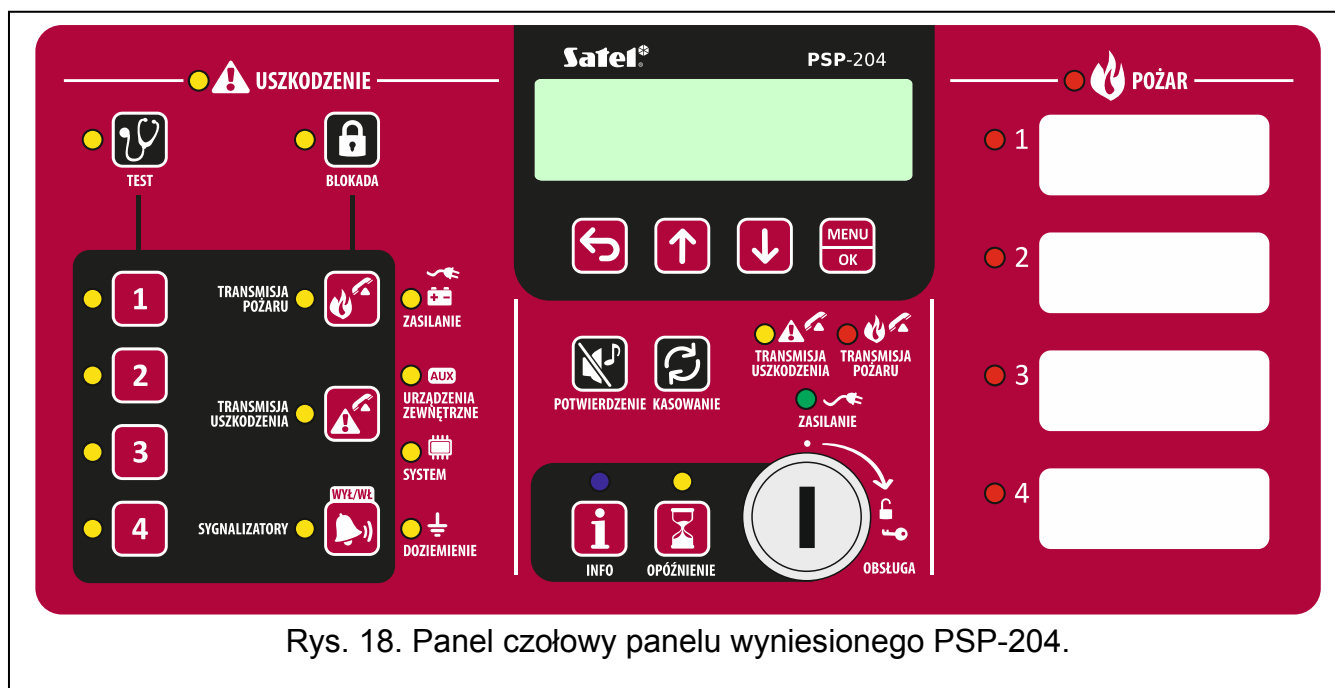 USZKODZENIE
TEST
BLOKADA
1
2
3
4
TRANSMISJA
POŻARU
TRANSMISJA
USZKODZENIA
WYŁ/WŁ
SYGNALIZATORY
ZASILANIE
AUX
URZĄDZENIA
ZEWNĘTRZNE
SYSTEM
DOZIEMIENIE
Satel®
PSP-204
MENU
OK
POTWIERDZENIE
KASOWANIE
TRANSMISJA
USZKODZENIA
TRANSMISJA
POŻARU
ZASILANIE
INFO
OPÓŹNIENIE
OBSŁUGA
POŻAR
1
2
3
4
Rys. 18. Panel czołowy panelu wyniesionego PSP-204.